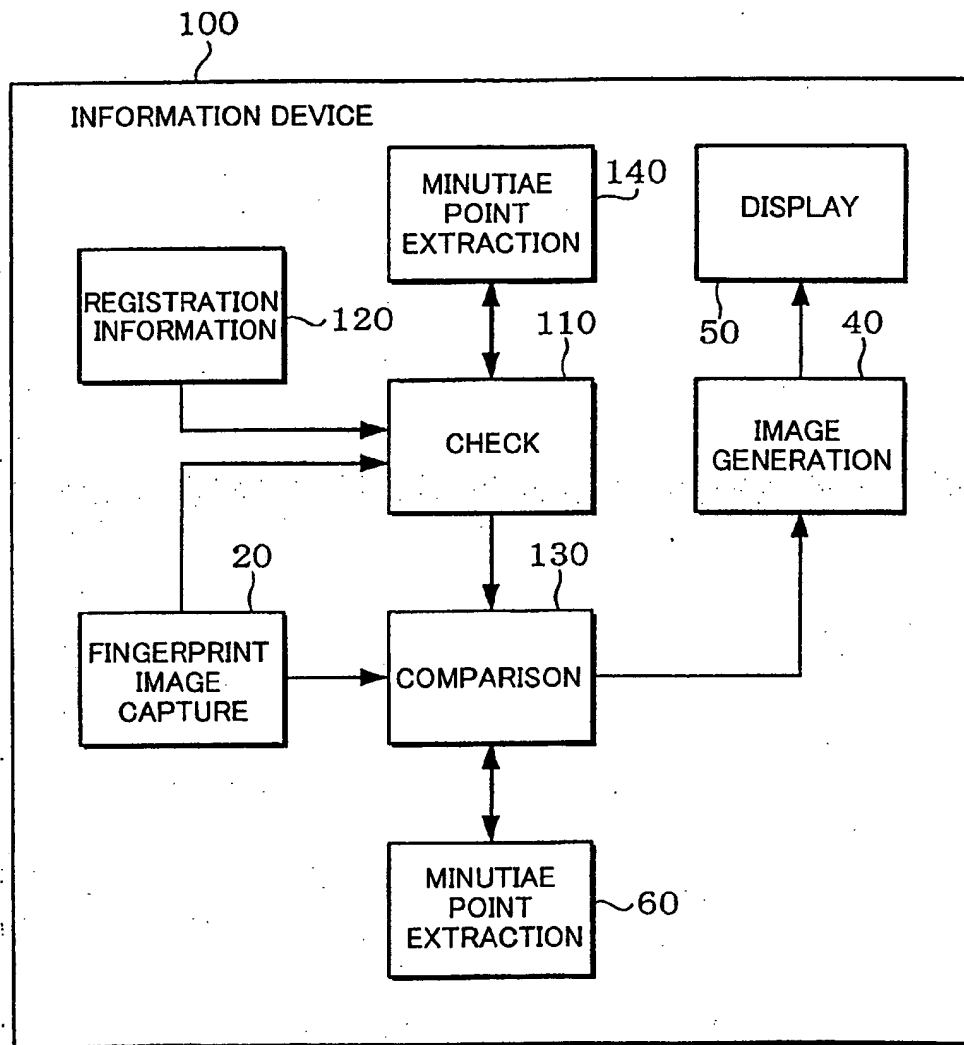 100
INFORMATION DEVICE
MINUTIAE
POINT
EXTRACTION
140
DISPLAY
50
REGISTRATION
INFORMATION
120
110
40
CHECK
IMAGE
GENERATION
20
130
FINGERPRINT
IMAGE
CAPTURE
COMPARISON
MINUTIAE
POINT
EXTRACTION
60